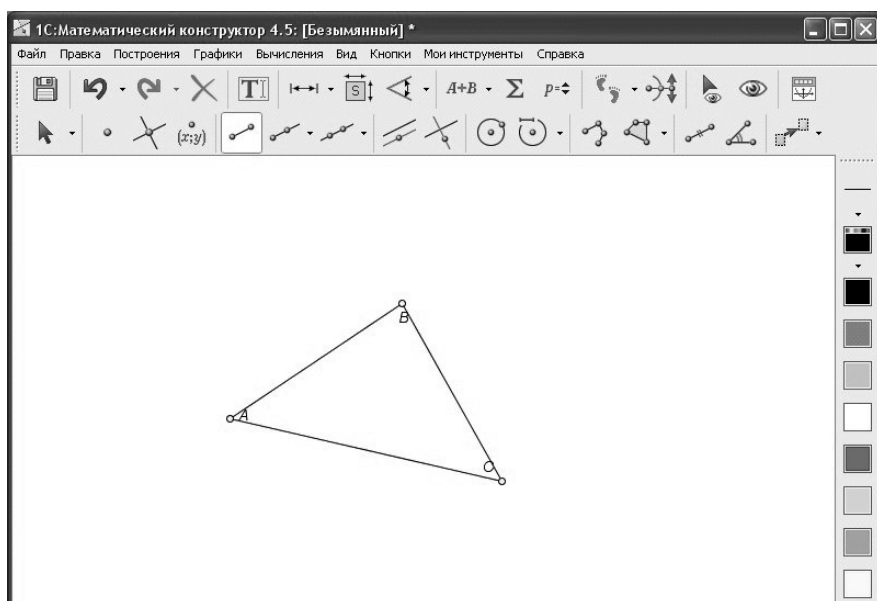 1С:Математический конструктор 4.5: [Безымянный] *
Файл Правка Построения Графики Вычисления Вид Кнопки Мои инструменты Справка
T S A+B Σ p=
(x;y)
B
A
C